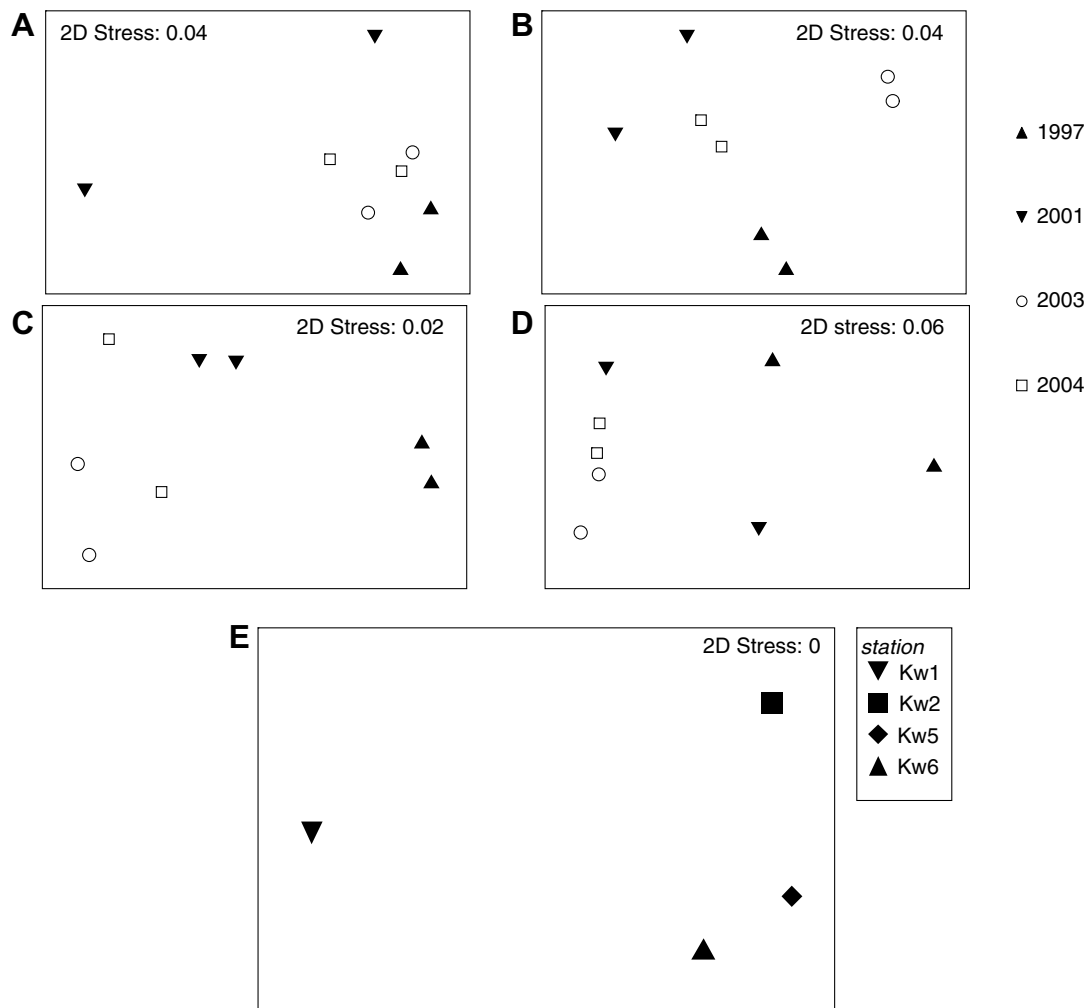 A
2D Stress: 0.04
B
2D Stress: 0.04
1997
2001
2003
2004
C
2D Stress: 0.02
D
2D stress: 0.06
E
2D Stress: 0
station
Kw1
Kw2
Kw5
Kw6